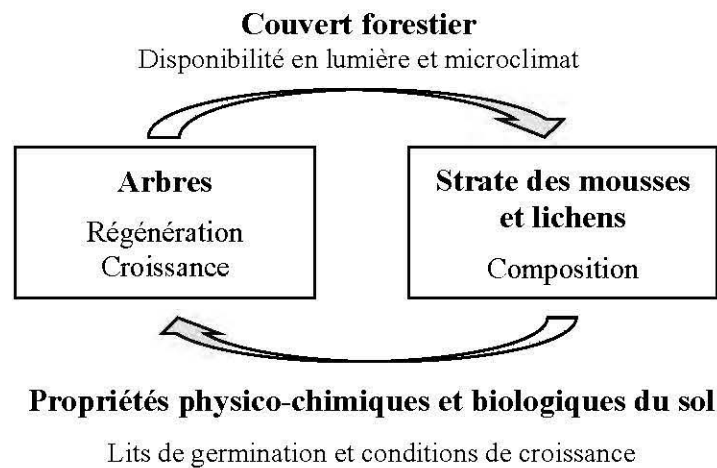 Couvert forestier
Disponibilité en lumière et microclimat
Arbres
Régénération
Croissance
Strate des mousses
et lichens
Composition
Propriétés physico-chimiques et biologiques du sol
Lits de germination et conditions de croissance